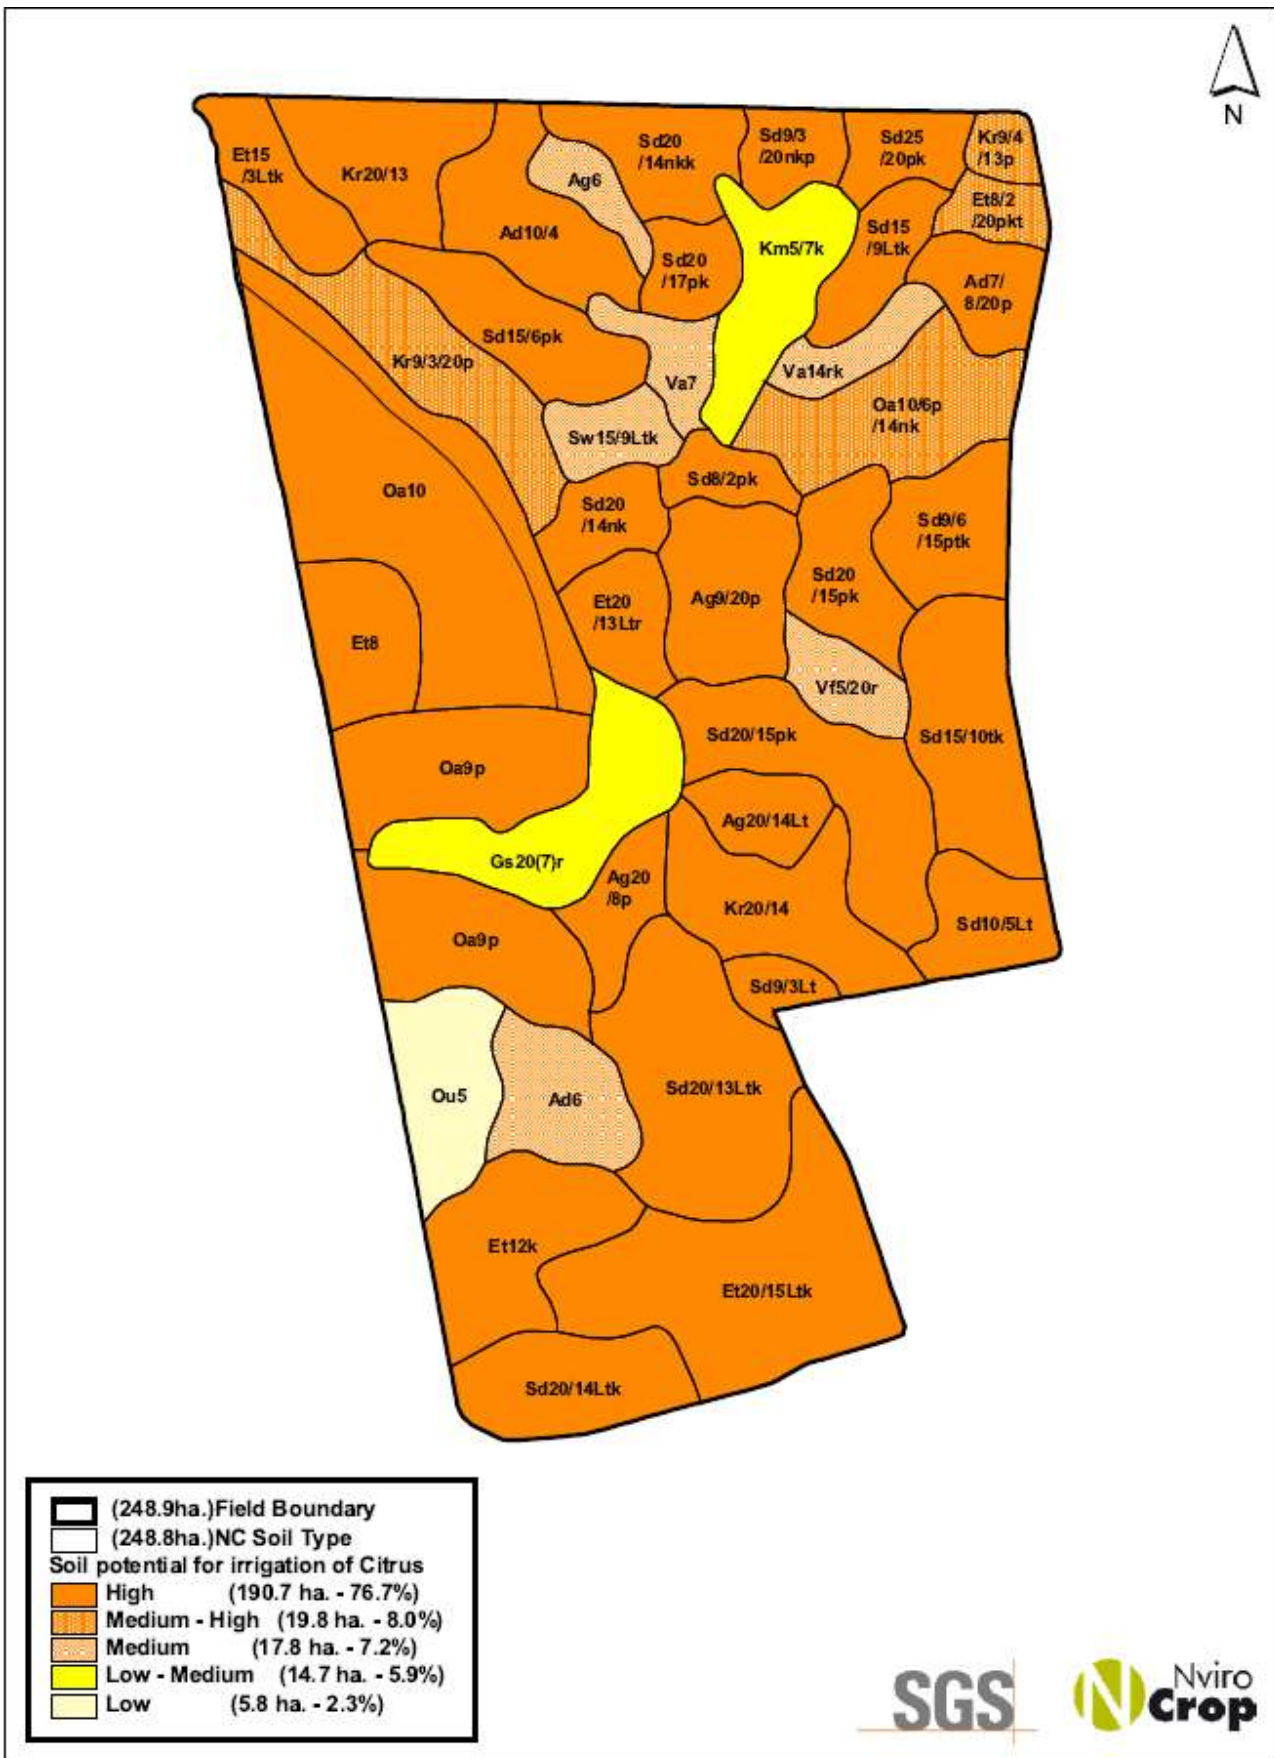 N
Et15
/3Ltk
Kr20/13
Ad10/4
Ag6
Sd20
/14nkk
Sd9/3
/20nkp
Sd25
/20pk
Kr9/4
/13p
Et8/2
/20pkt
Sd15
/9Ltk
Km5/7k
Sd20
/17pk
Ad7/
8/20p
Sd15/6pk
Kr9/3/20p
Va7
Va14rk
Oa10/6p
/14nk
Sw15/9Ltk
Sd8/2pk
Oa10
Sd20
/14nk
Sd9/6
/15ptk
Sd20
/15pk
Ag9/20p
Et20
/13Ltr
Et8
Vf5/20r
Sd20/15pk
Sd15/10tk
Oa9p
Ag20/14Lt
Gs20(7)r
Ag20
/8p
Kr20/14
Sd10/5Lt
Oa9p
Sd9/3Lt
Ou5
Ad6
Sd20/13Ltk
Et12k
Et20/15Ltk
Sd20/14Ltk
(248.9ha.)Field Boundary
(248.8ha.)NC Soil Type
Soil potential for irrigation of Citrus
High (190.7 ha. - 76.7%)
Medium - High (19.8 ha. - 8.0%)
Medium (17.8 ha. - 7.2%)
Low - Medium (14.7 ha. - 5.9%)
Low (5.8 ha. - 2.3%)
SGS
N
Nviro
Crop